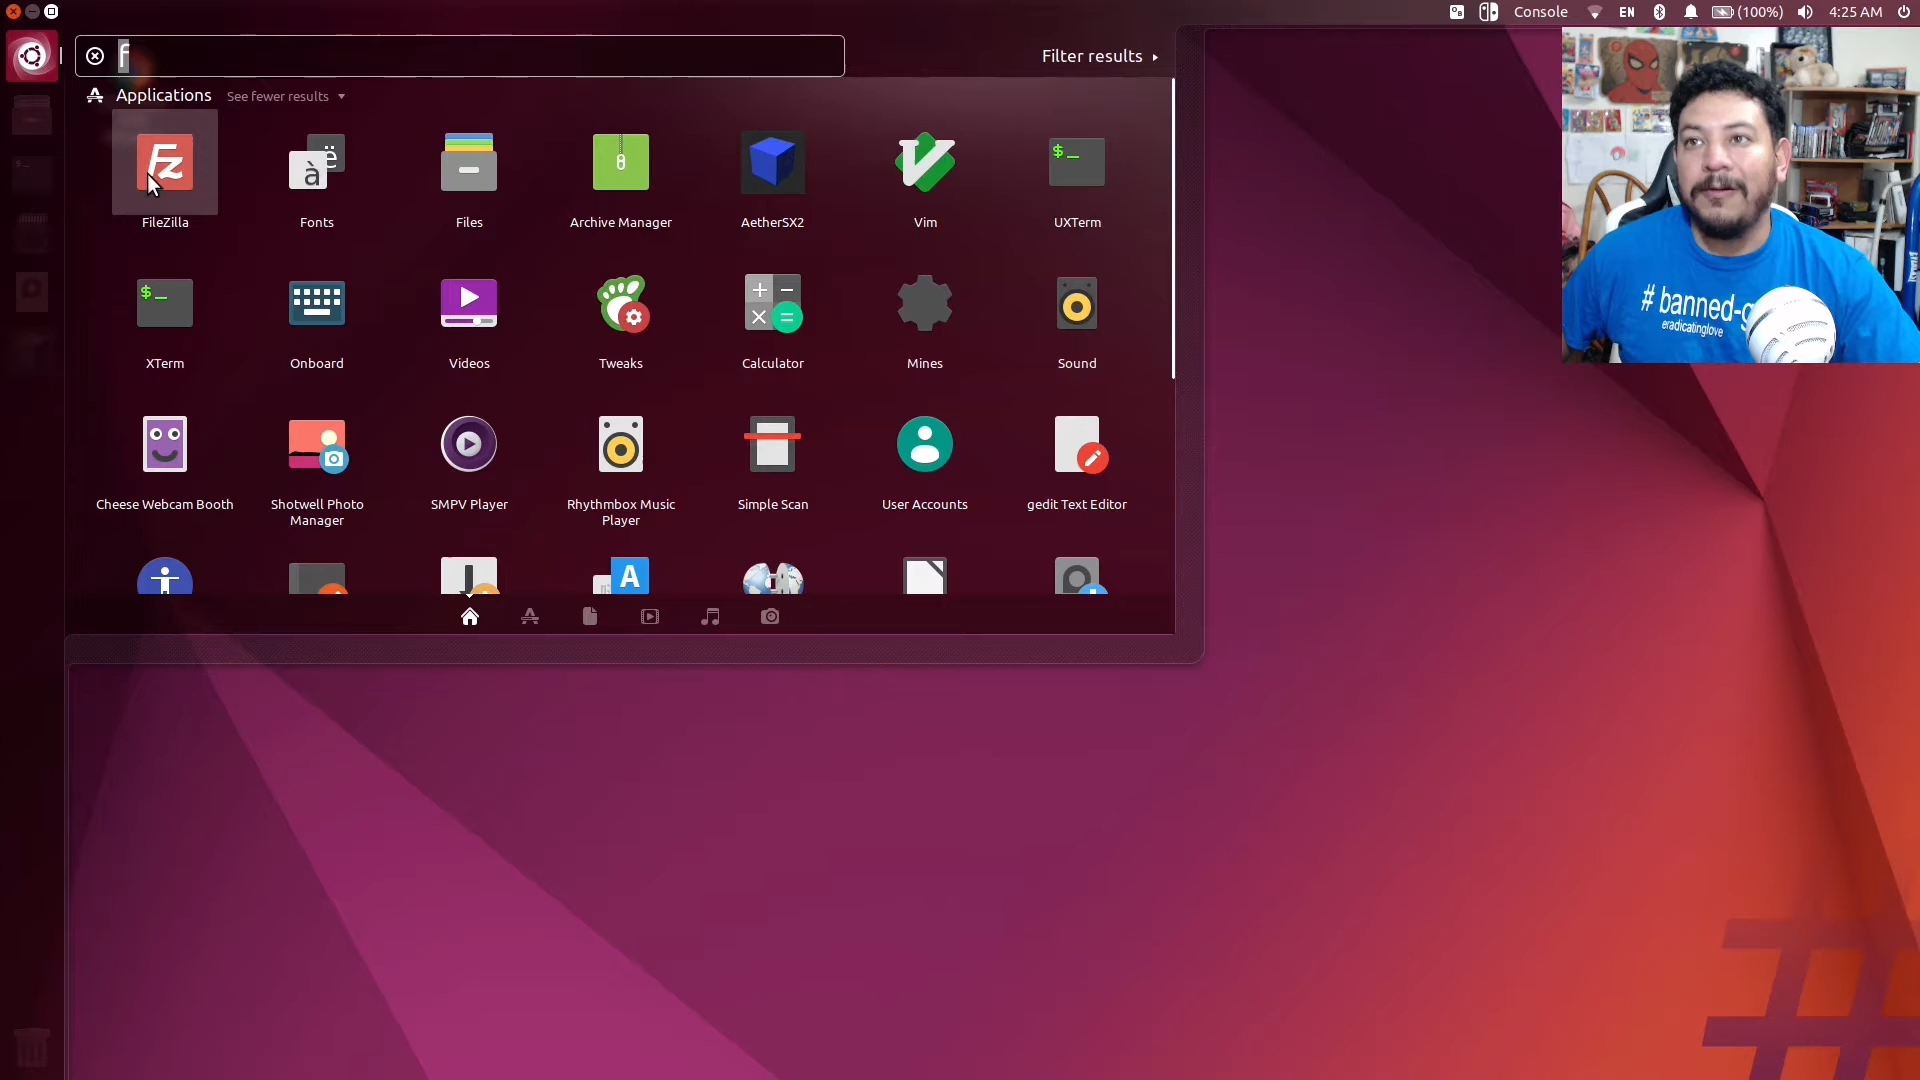 Console EN (100%) 4:25 AM
f
Filter results
Applications See fewer results
FileZilla Fonts Files Archive Manager AetherSX2 Vim UXTerm
XTerm Onboard Videos Tweaks Calculator Mines Sound
Cheese Webcam Booth Shotwell Photo Manager SMPV Player Rhythmbox Music Player Simple Scan User Accounts gedit Text Editor
# banned-g
eradicatinglove